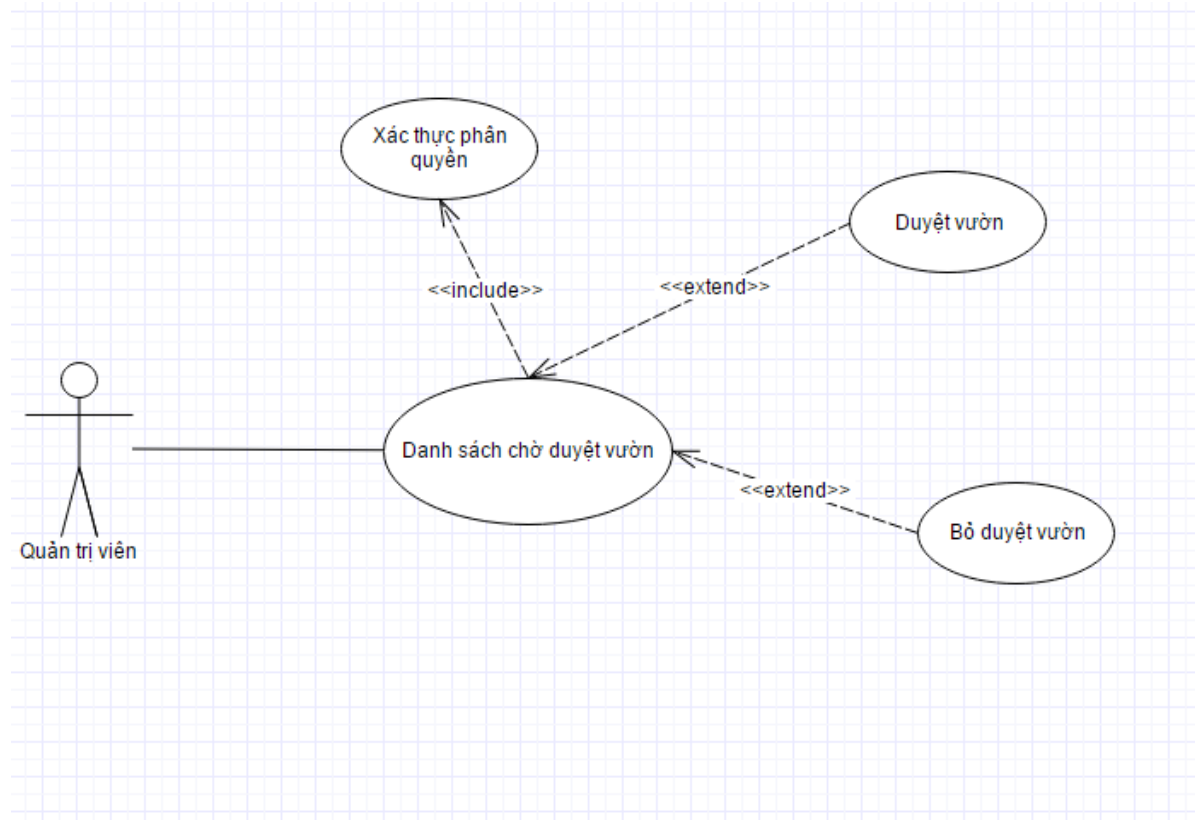 Xác thực phân
quyền
Duyệt vườn
<<extend>>
<<include>>
Danh sách chờ duyệt vườn
<<extend>>
Bỏ duyệt vườn
Quản trị viên